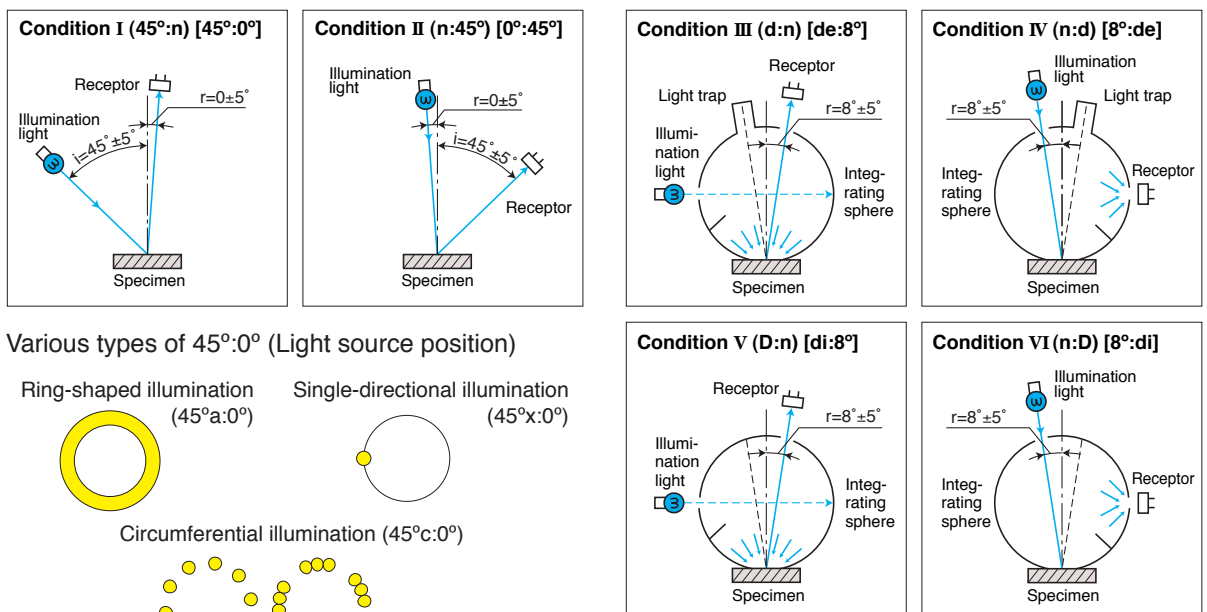 Condition I (45°:n) [45°:0°]
Receptor
r=0±5˚
Illumination
light
i=45˚±5˚
Specimen
Condition II (n:45°) [0°:45°]
Illumination
light
r=0±5˚
i=45˚±5˚
Receptor
Specimen
Condition III (d:n) [de:8°]
Receptor
Light trap
r=8˚±5˚
Illumi-
nation
light
Integ-
rating
sphere
Specimen
Condition IV (n:d) [8°:de]
Illumination
light
Light trap
r=8˚±5˚
Receptor
Integ-
rating
sphere
Specimen
Various types of 45°:0° (Light source position)
Ring-shaped illumination
(45°a:0°)
Single-directional illumination
(45°x:0°)
Circumferential illumination (45°c:0°)
Condition V (D:n) [di:8°]
Receptor
r=8˚±5˚
Illumi-
nation
light
Integ-
rating
sphere
Specimen
Condition VI (n:D) [8°:di]
Illumination
light
r=8˚±5˚
Receptor
Integ-
rating
sphere
Specimen